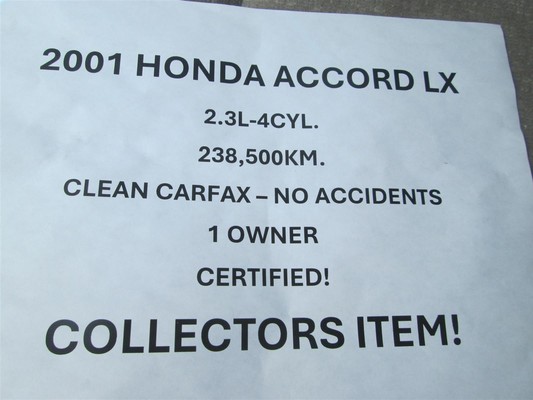 2001 HONDA ACCORD LX
2.3L-4CYL.
238,500KM.
CLEAN CARFAX – NO ACCIDENTS
1 OWNER
CERTIFIED!
COLLECTORS ITEM!